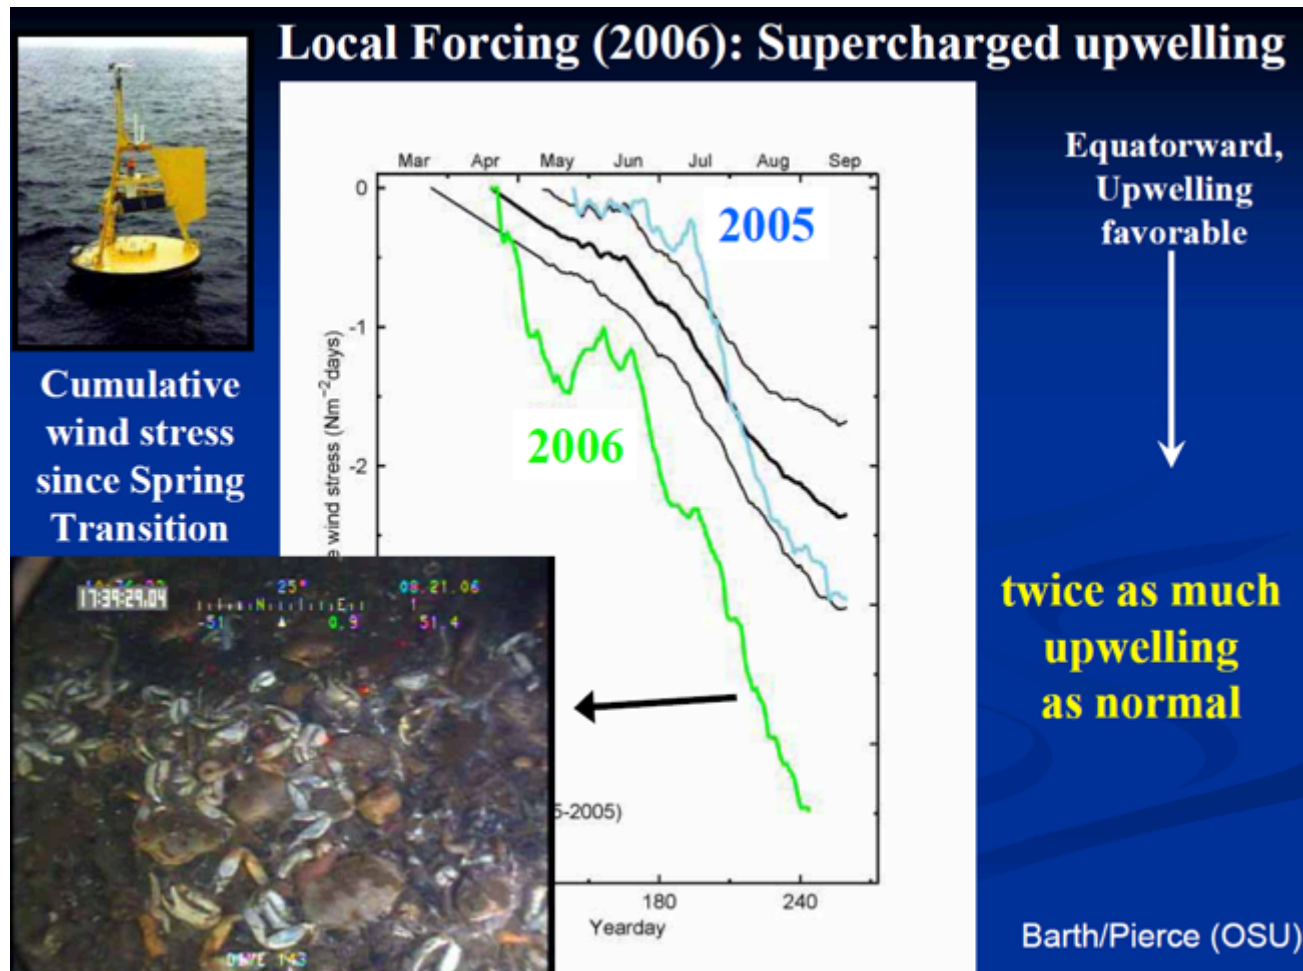 Local Forcing (2006): Supercharged upwelling
Cumulative
wind stress
since Spring
Transition
Mar Apr May Jun Jul Aug Sep
0
-1
-2
e wind stress (Nm⁻²days)
2005
2006
5-2005)
180 240
Yearday
Equatorward,
Upwelling
favorable
twice as much
upwelling
as normal
17:39:29.04
25° 08.21.06
N E
-51 0.9 51.4
DIVE 143
Barth/Pierce (OSU)